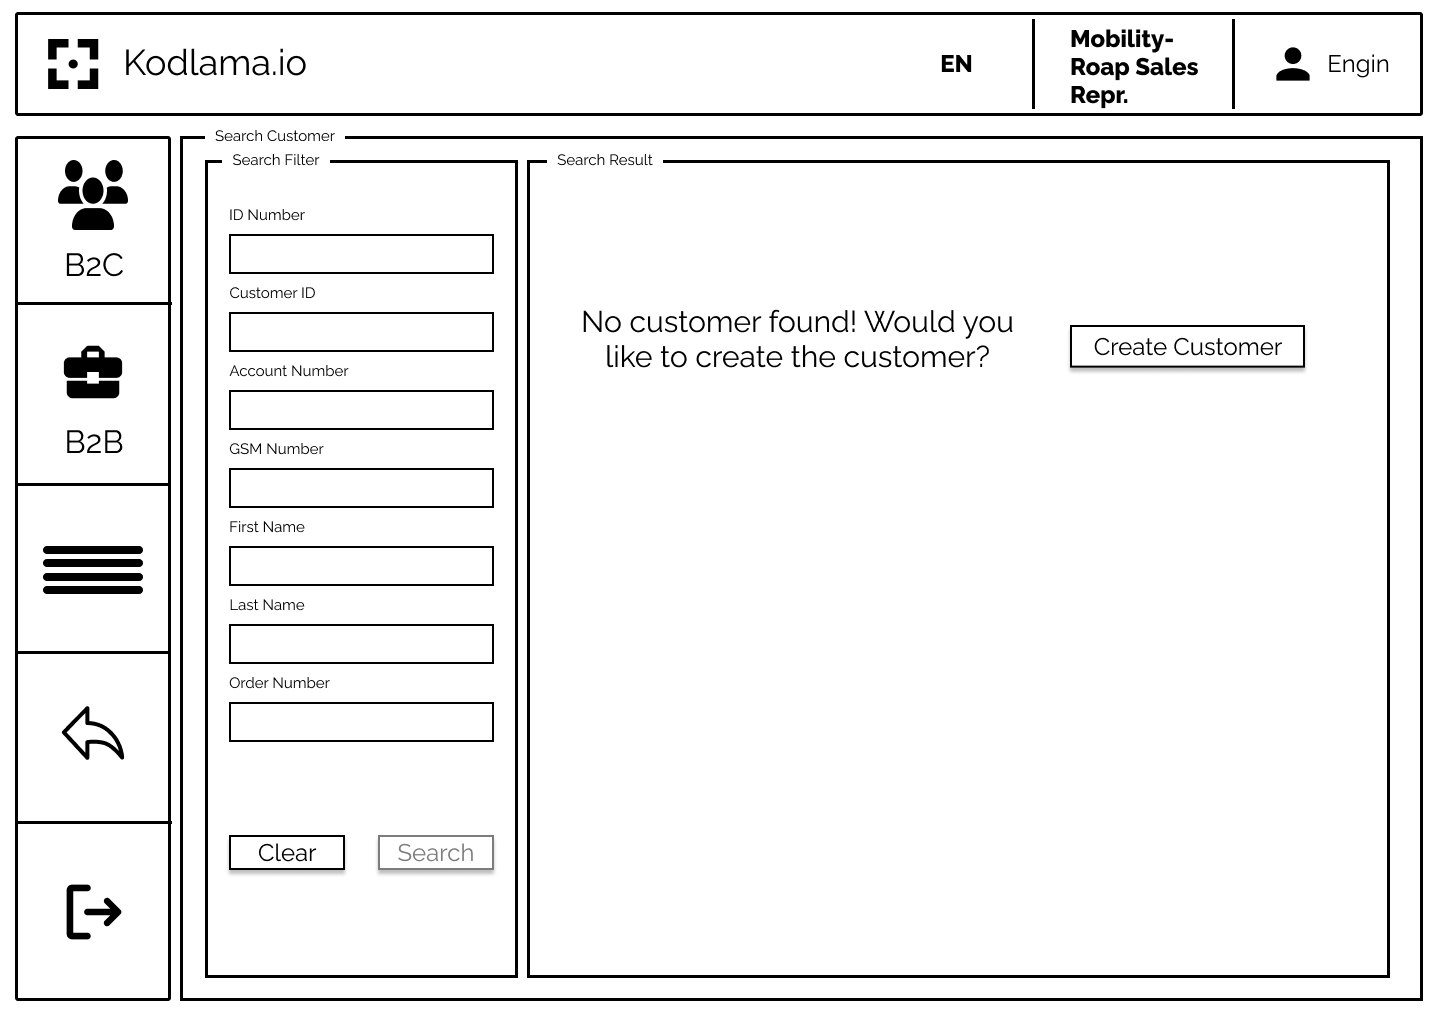 Kodlama.io
EN
Mobility-
Roap Sales
Repr.
Engin
B2C
B2B
Search Customer
Search Filter
ID Number
Customer ID
Account Number
GSM Number
First Name
Last Name
Order Number
Clear
Search
Search Result
No customer found! Would you
like to create the customer?
Create Customer